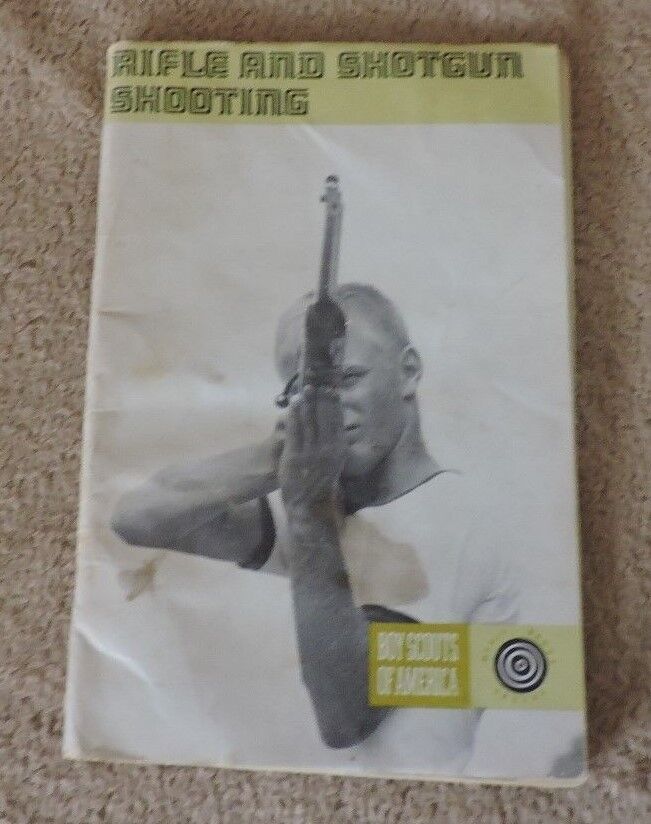 RIFLE AND SHOTGUN
SHOOTING
BOY SCOUTS
OF AMERICA